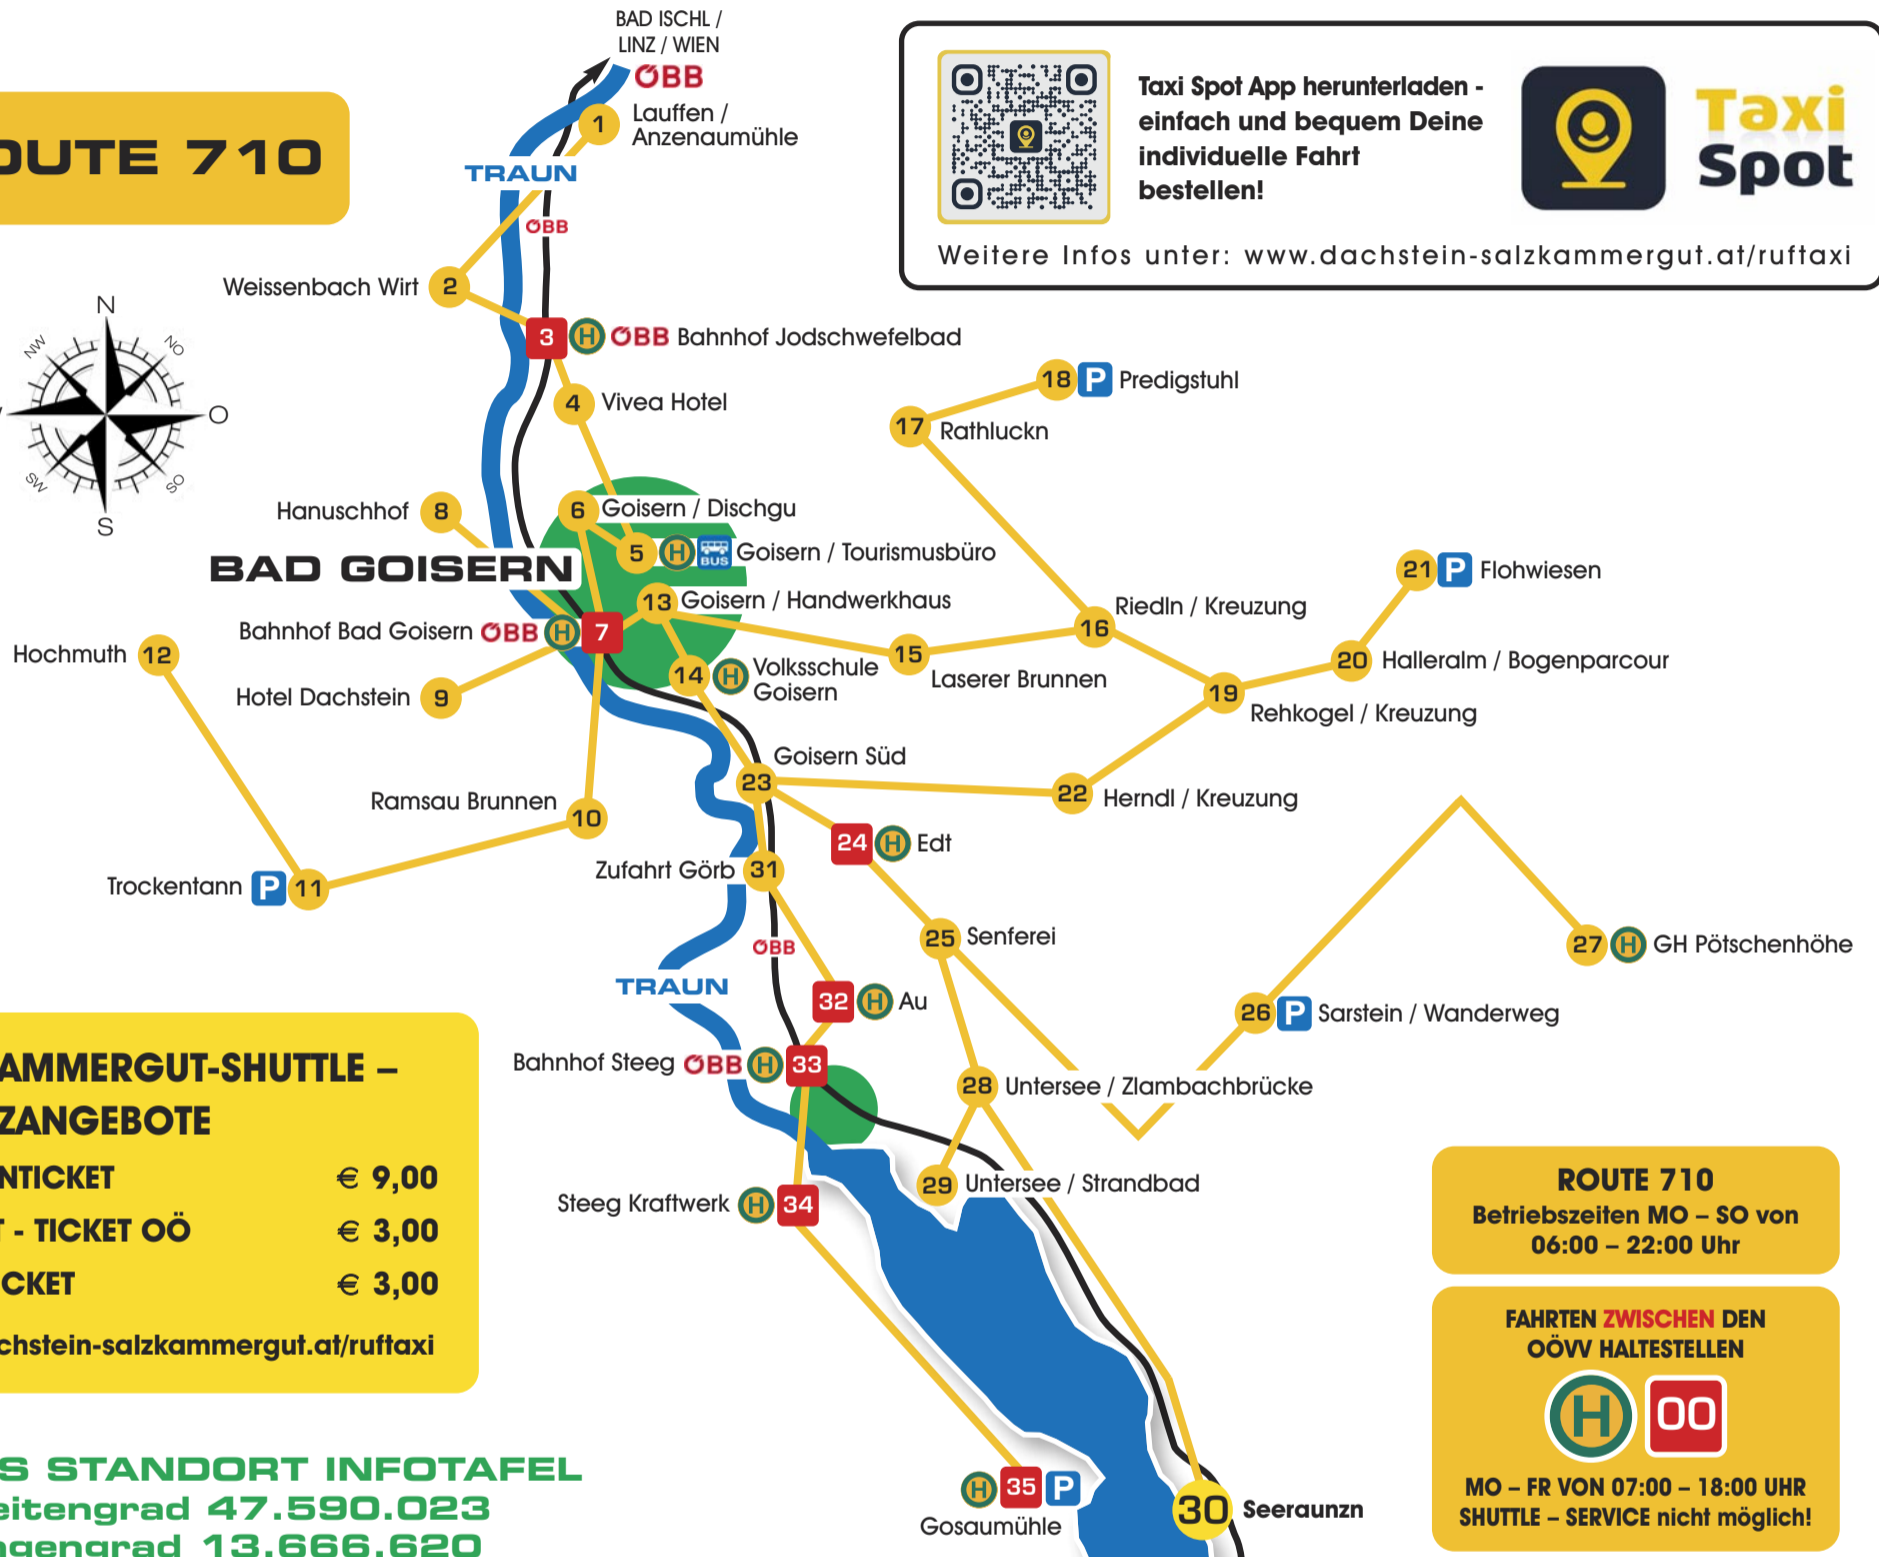 BAD ISCHL /
LINZ / WIEN
ÖBB
1
Lauffen /
Anzenaumühle
OUTE 710
TRAUN
ÖBB
Taxi Spot App herunterladen -
einfach und bequem Deine
individuelle Fahrt
bestellen!
Taxi
Spot
Weitere Infos unter: www.dachstein-salzkammergut.at/ruftaxi
Weissenbach Wirt 2
3 H ÖBB Bahnhof Jodschwefelbad
4 Vivea Hotel
N
NO
O
SO
S
SW
NW
18 P Predigstuhl
17 Rathluckn
Hanuschhof 8
6 Goisern / Dischgu
5 H BUS Goisern / Tourismusbüro
BAD GOISERN
21 P Flohwiesen
13 Goisern / Handwerkhaus
Riedln / Kreuzung
16
Bahnhof Bad Goisern ÖBB H 7
Hochmuth 12
15
Laserer Brunnen
20 Halleralm / Bogenparcour
14 H Volksschule
Goisern
Hotel Dachstein 9
19
Rehkogel / Kreuzung
Goisern Süd
23
22 Herndl / Kreuzung
Ramsau Brunnen
10
24 H Edt
Zufahrt Görb 31
Trockentann P 11
25 Senferei
ÖBB
27 H GH Pötschenhöhe
TRAUN
32 H Au
26 P Sarstein / Wanderweg
Bahnhof Steeg ÖBB H 33
28 Untersee / Zlambachbrücke
29 Untersee / Strandbad
Steeg Kraftwerk H 34
AMMERGUT-SHUTTLE –
ZANGEBOTE
NTICKET € 9,00
T - TICKET OÖ € 3,00
CKET € 3,00
chstein-salzkammergut.at/ruftaxi
ROUTE 710
Betriebszeiten MO – SO von
06:00 – 22:00 Uhr
FAHRTEN ZWISCHEN DEN
OÖVV HALTESTELLEN
H 00
MO – FR VON 07:00 – 18:00 UHR
SHUTTLE – SERVICE nicht möglich!
S STANDORT INFOTAFEL
eitengrad 47.590.023
ngengrad 13.666.620
H 35 P
Gosaumühle
30 Seeraunzn